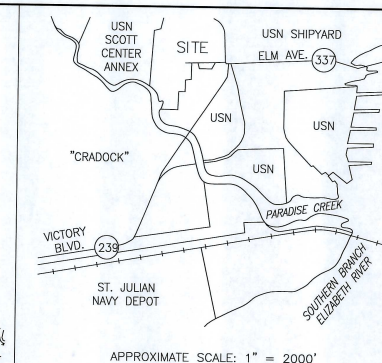 USN
SCOTT
CENTER
ANNEX
SITE
USN SHIPYARD
ELM AVE.
337
USN
USN
"CRADOCK"
USN
PARADISE CREEK
VICTORY
BLVD.
239
ST. JULIAN
NAVY DEPOT
SOUTHERN BRANCH
ELIZABETH RIVER
APPROXIMATE SCALE: 1" = 2000'